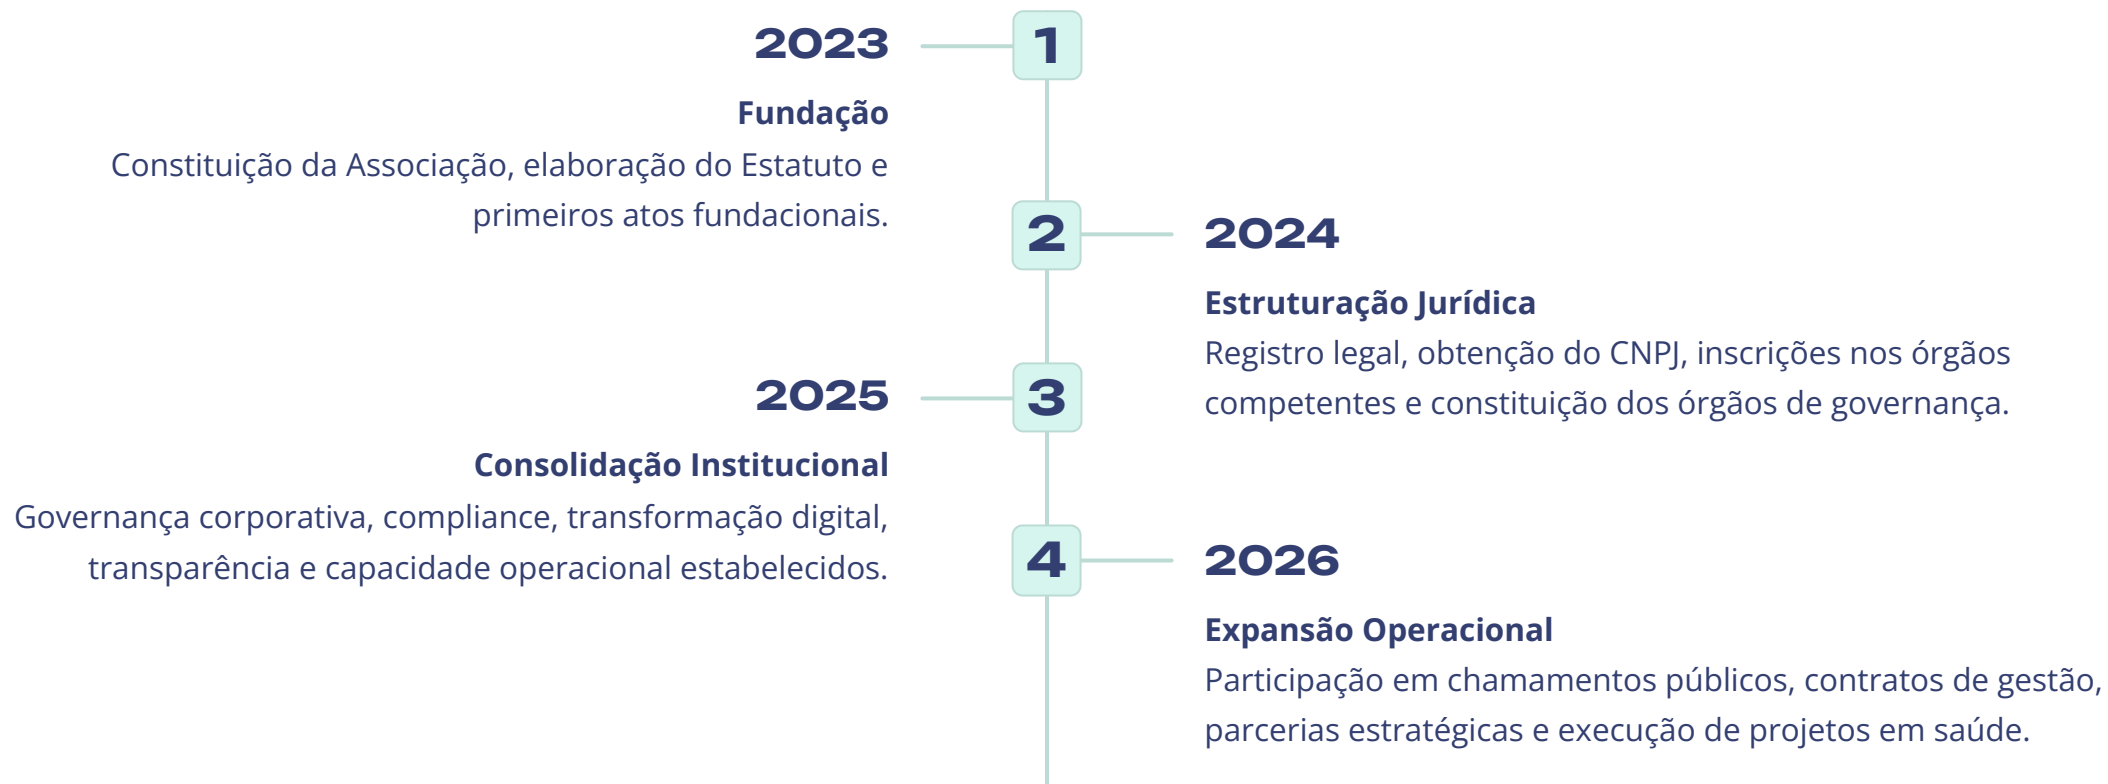 2023
1
Fundação
Constituição da Associação, elaboração do Estatuto e
primeiros atos fundacionais.
2
2024
Estruturação Jurídica
Registro legal, obtenção do CNPJ, inscrições nos órgãos
competentes e constituição dos órgãos de governança.
2025
3
Consolidação Institucional
Governança corporativa, compliance, transformação digital,
transparência e capacidade operacional estabelecidos.
4
2026
Expansão Operacional
Participação em chamamentos públicos, contratos de gestão,
parcerias estratégicas e execução de projetos em saúde.